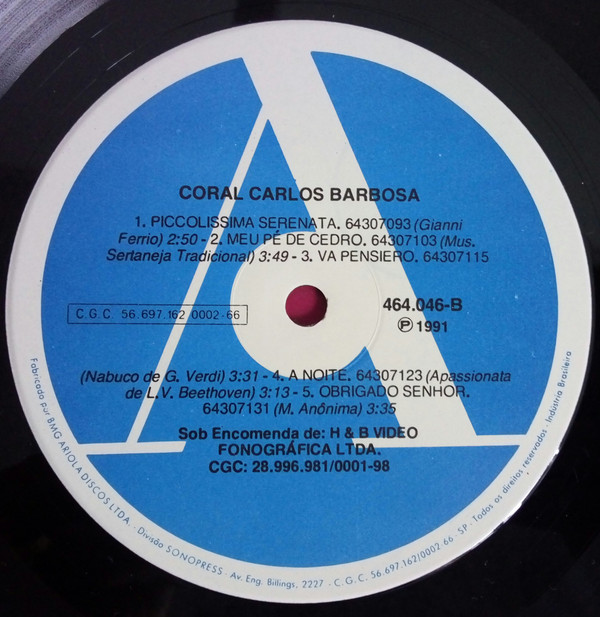 CORAL CARLOS BARBOSA
1. PICCOLISSIMA SERENATA. 64307093 (Gianni
Ferrio) 2:50 - 2. MEU PÉ DE CEDRO. 64307103 (Mus.
Sertaneja Tradicional) 3:49 - 3. VA PENSIERO. 64307115
C.G.C. 56.697.162/0002-66
464.046-B
Ⓟ 1991
(Nabuco de G. Verdi) 3:31 - 4. A NOITE. 64307123 (Apassionata
de L.V. Beethoven) 3:13 - 5. OBRIGADO SENHOR.
64307131 (M. Anônima) 3:35
Sob Encomenda de: H & B VIDEO
FONOGRÁFICA LTDA.
CGC: 28.996.981/0001-98
Fabricado por BMG ARIOLA DISCOS LTDA. - Divisão SONOPRESS - Av. Eng. Billings, 2227 - C.G.C. 56.697.162/0002-66 - SP - Todos os direitos reservados - Indústria Brasileira